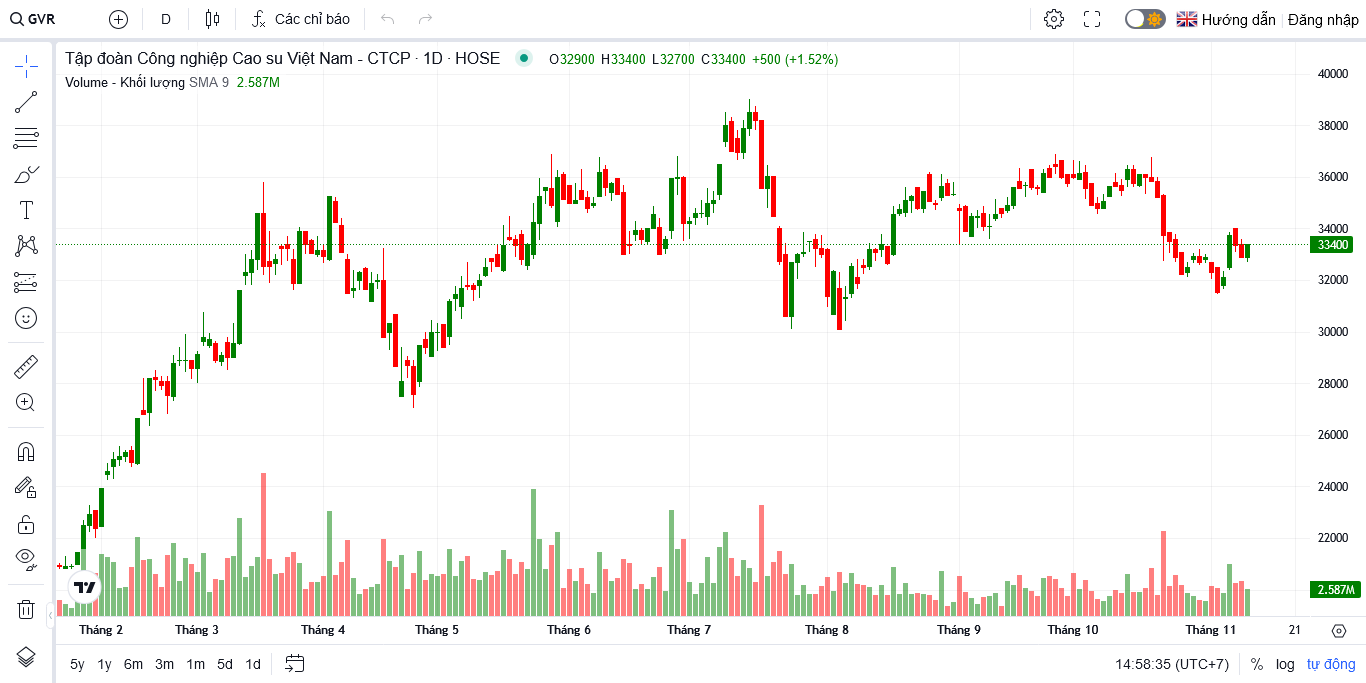 GVR D Các chỉ báo Hướng dẫn Đăng nhập
Tập đoàn Công nghiệp Cao su Việt Nam - CTCP · 1D · HOSE O32900 H33400 L32700 C33400 +500 (+1.52%)
Volume - Khối lượng SMA 9 2.587M
40000
38000
36000
34000
33400
32000
30000
28000
26000
24000
22000
2.587M
Tháng 2 Tháng 3 Tháng 4 Tháng 5 Tháng 6 Tháng 7 Tháng 8 Tháng 9 Tháng 10 Tháng 11 21
5y 1y 6m 3m 1m 5d 1d 14:58:35 (UTC+7) % log tự động